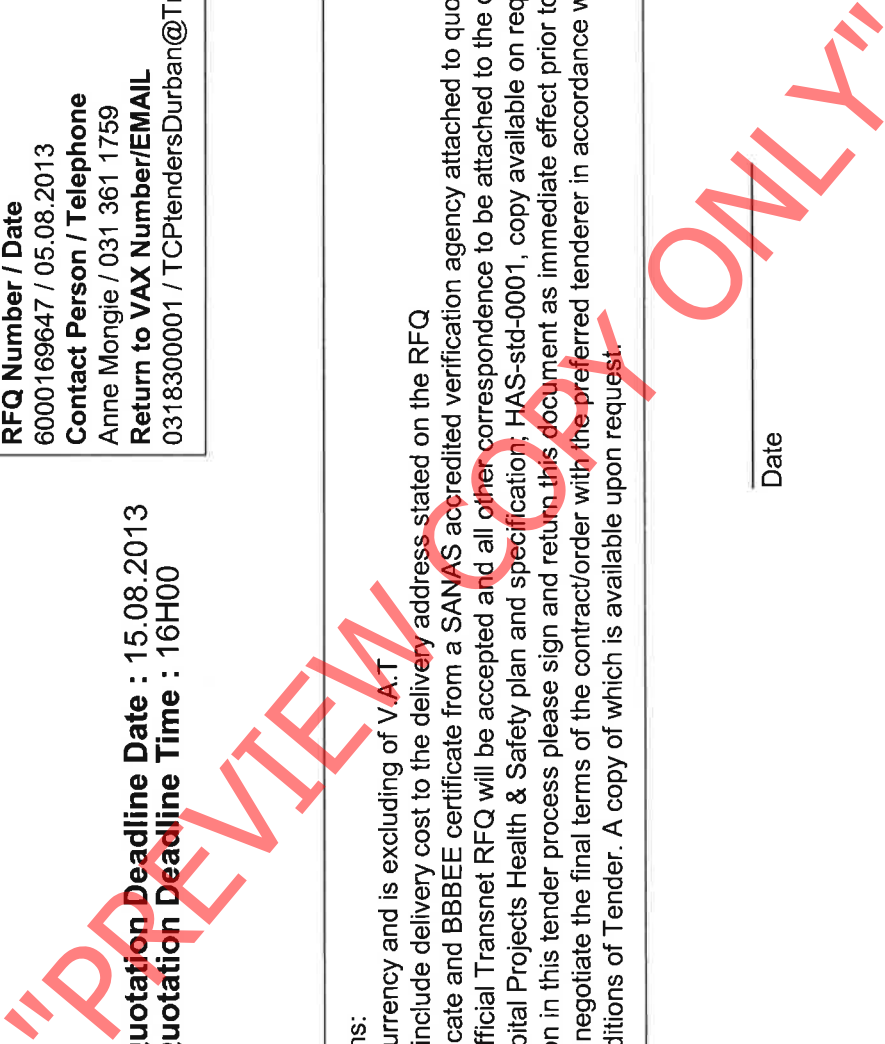 RFQ Number / Date
6000169647 / 05.08.2013
Contact Person / Telephone
Anne Mongie / 031 361 1759
Return to VAX Number/EMAIL
0318300001 / TCPtendersDurban@Tr
uotation Deadline Date : 15.08.2013
uotation Deadline Time : 16H00
ns:
urrency and is excluding of V.A.T
include delivery cost to the delivery address stated on the RFQ
cate and BBBEE certificate from a SANAS accredited verification agency attached to quo
fficial Transnet RFQ will be accepted and all other correspondence to be attached to the
pital Projects Health & Safety plan and specification; HAS-std-0001, copy available on req
on in this tender process please sign and return this document as immediate effect prior to
negotiate the final terms of the contract/order with the preferred tenderer in accordance w
ditions of Tender. A copy of which is available upon request.
Date
"PREVIEW COPY ONLY"